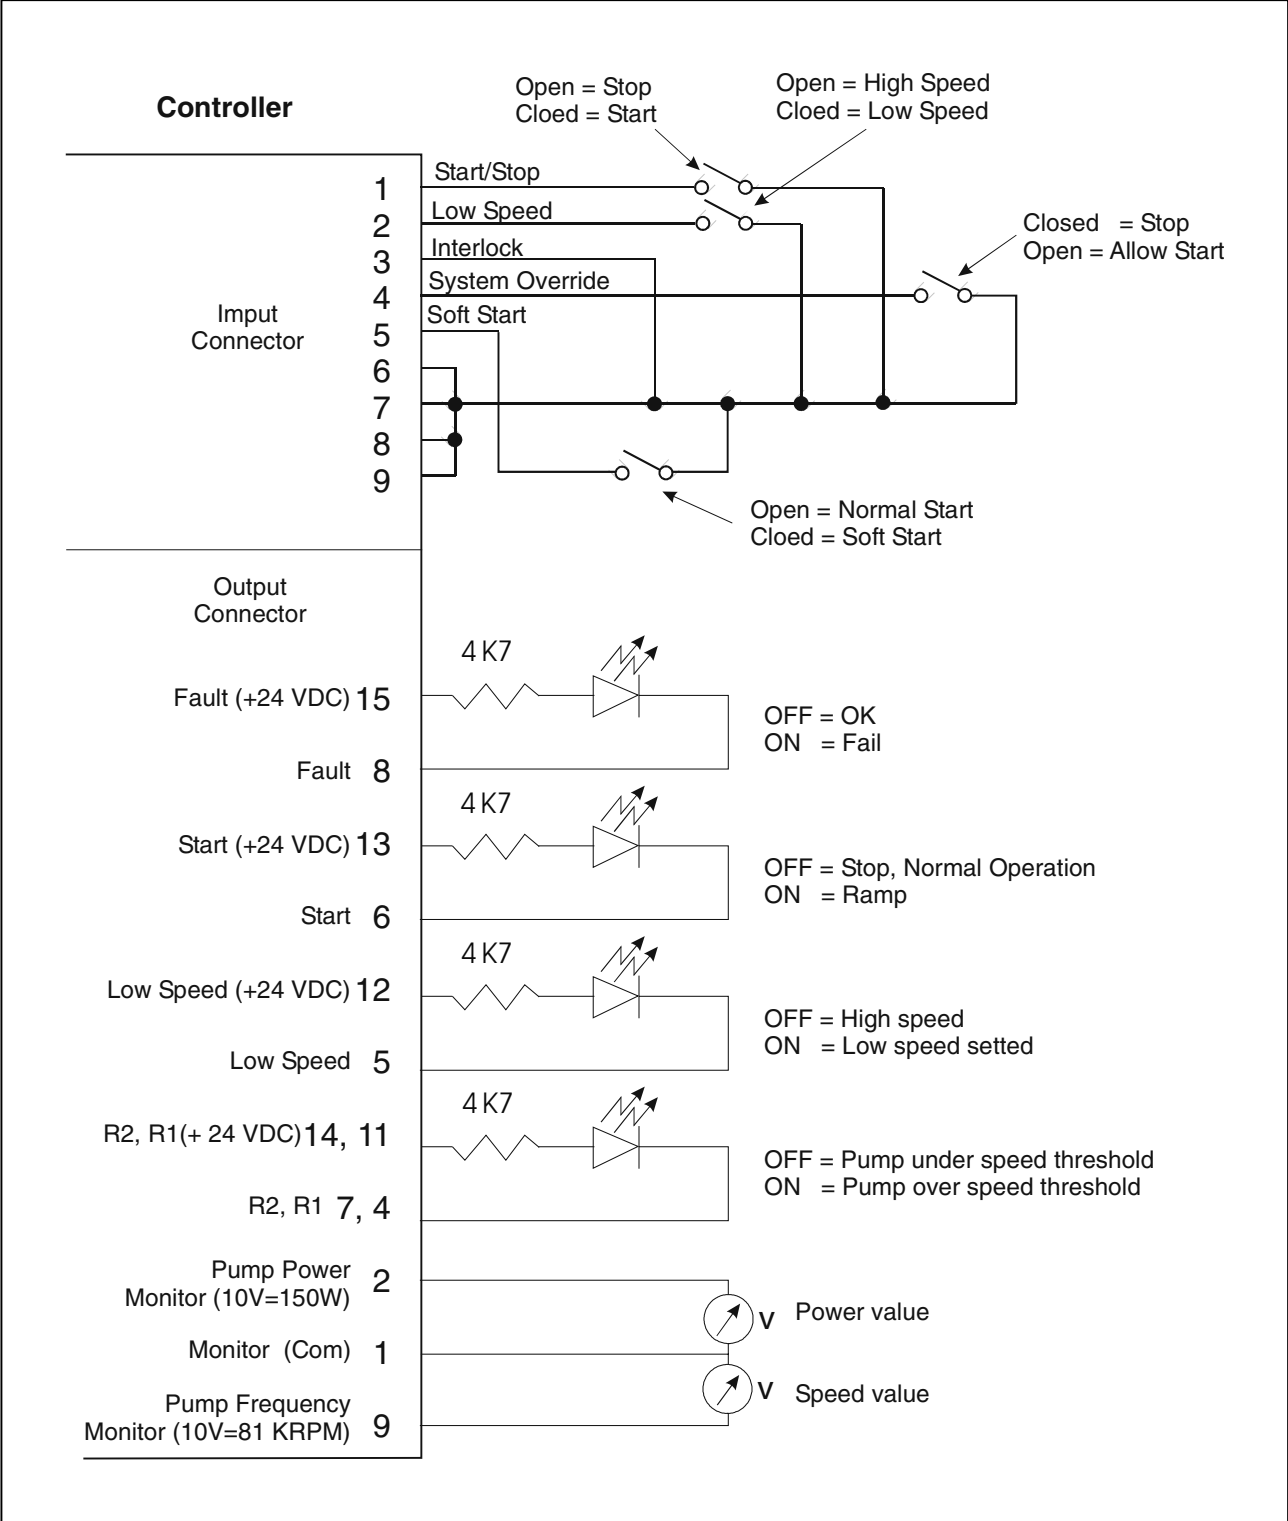 Controller
Open = Stop
Cloed = Start
Open = High Speed
Cloed = Low Speed
Closed = Stop
Open = Allow Start
Imput
Connector
1
2
3
4
5
6
7
8
9
Start/Stop
Low Speed
Interlock
System Override
Soft Start
Open = Normal Start
Cloed = Soft Start
Output
Connector
4 K7
Fault (+24 VDC) 15
Fault 8
OFF = OK
ON = Fail
4 K7
Start (+24 VDC) 13
Start 6
OFF = Stop, Normal Operation
ON = Ramp
4 K7
Low Speed (+24 VDC) 12
Low Speed 5
OFF = High speed
ON = Low speed setted
4 K7
R2, R1(+ 24 VDC) 14, 11
R2, R1 7, 4
OFF = Pump under speed threshold
ON = Pump over speed threshold
Pump Power
Monitor (10V=150W) 2
V Power value
Monitor (Com) 1
Pump Frequency
Monitor (10V=81 KRPM) 9
V Speed value